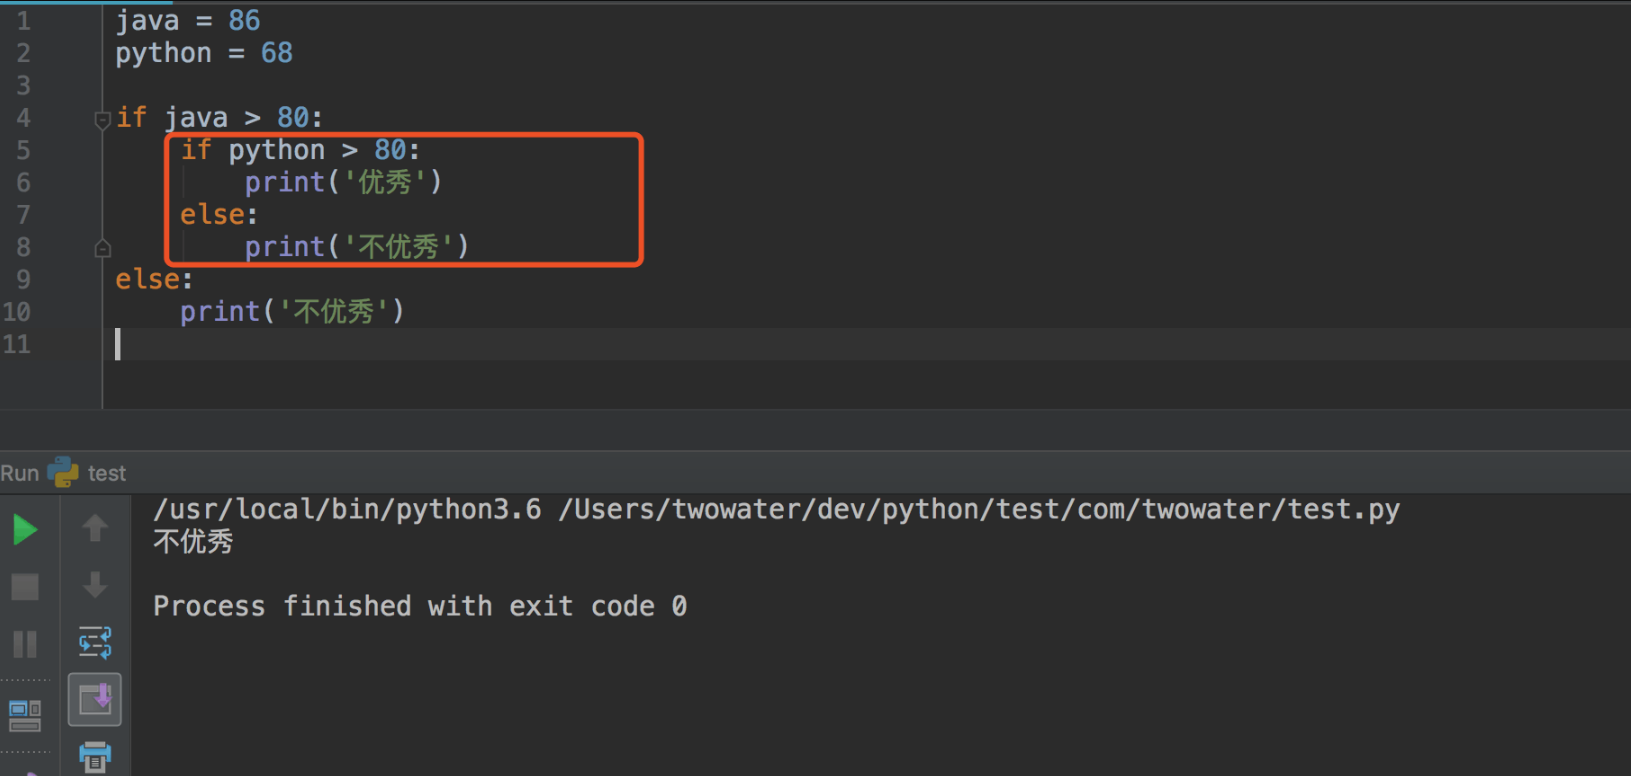 1 java = 86
2 python = 68
3
4 if java > 80:
5 if python > 80:
6 print('优秀')
7 else:
8 print('不优秀')
9 else:
10 print('不优秀')
11
Run test
/usr/local/bin/python3.6 /Users/twowater/dev/python/test/com/twowater/test.py
不优秀
Process finished with exit code 0